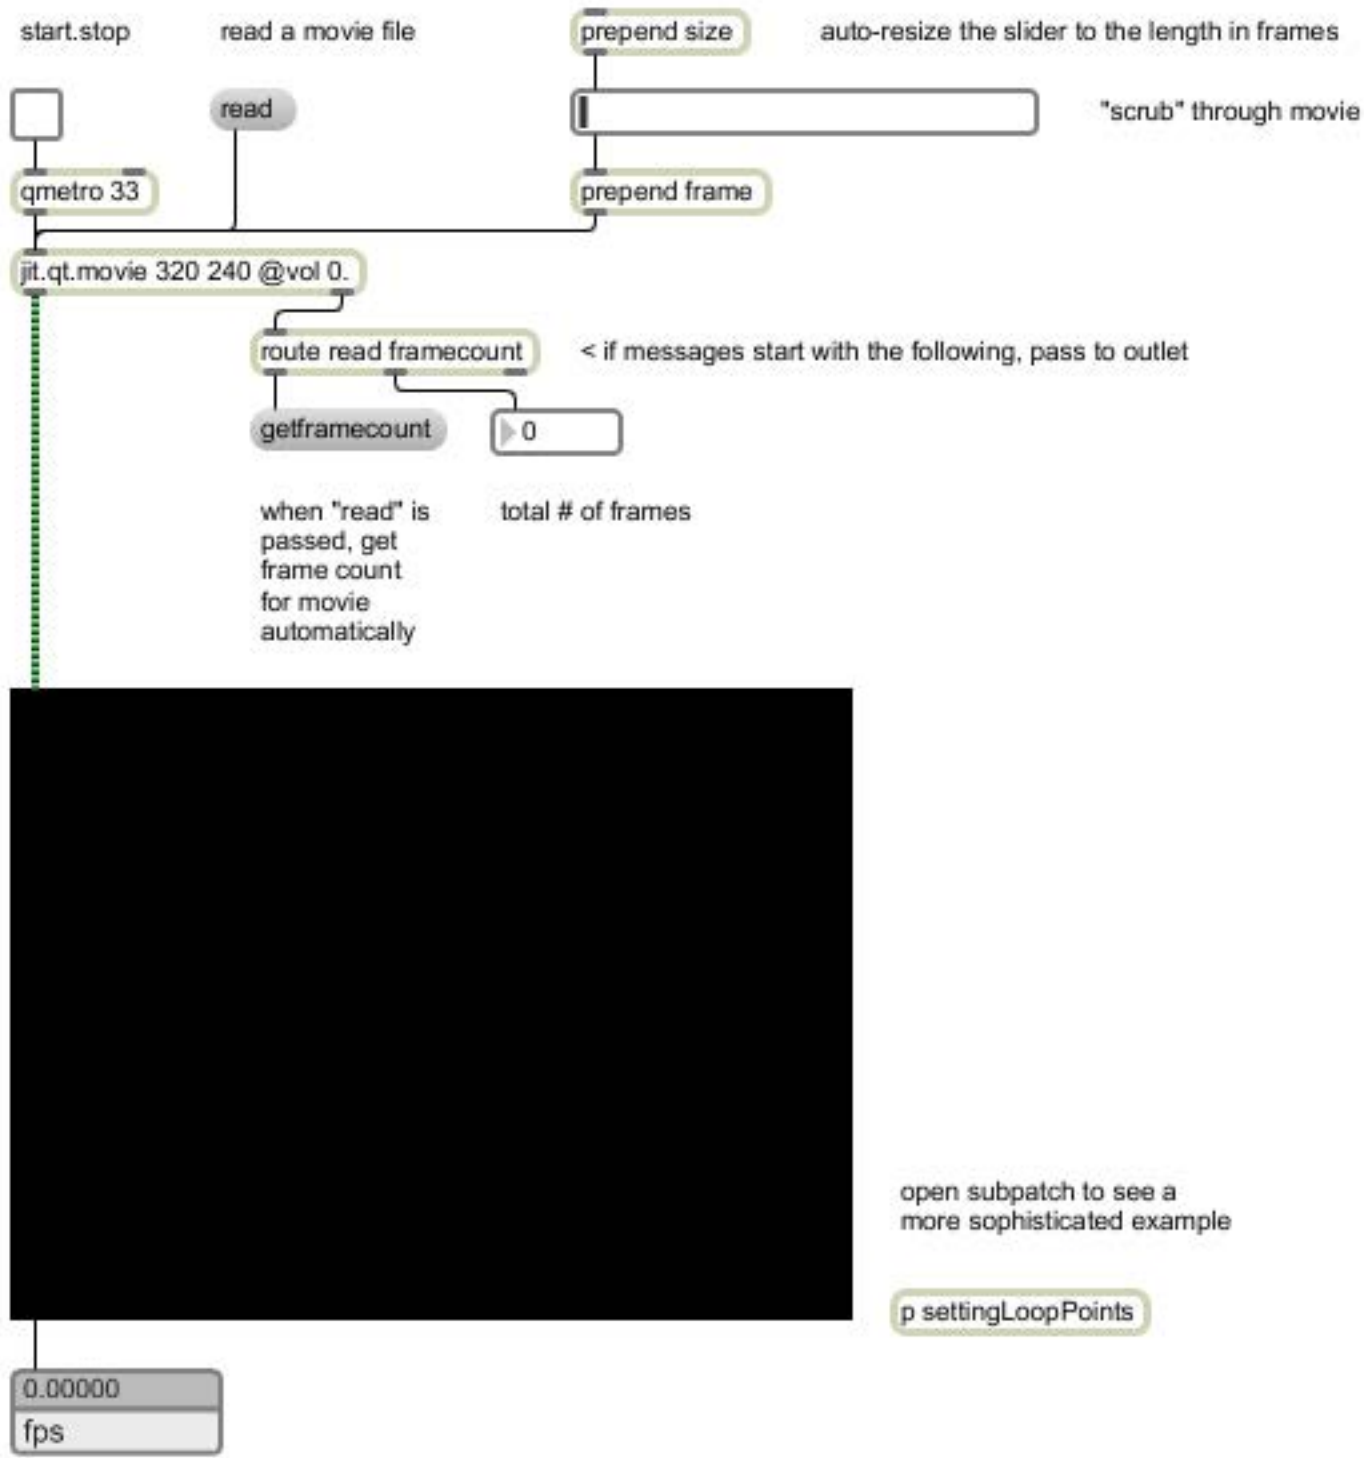 start.stop
read a movie file
prepend size
auto-resize the slider to the length in frames
read
"scrub" through movie
qmetro 33
prepend frame
jit.qt.movie 320 240 @vol 0.
route read framecount
< if messages start with the following, pass to outlet
getframecount
0
when "read" is
passed, get
frame count
for movie
automatically
total # of frames
open subpatch to see a
more sophisticated example
p settingLoopPoints
0.00000
fps